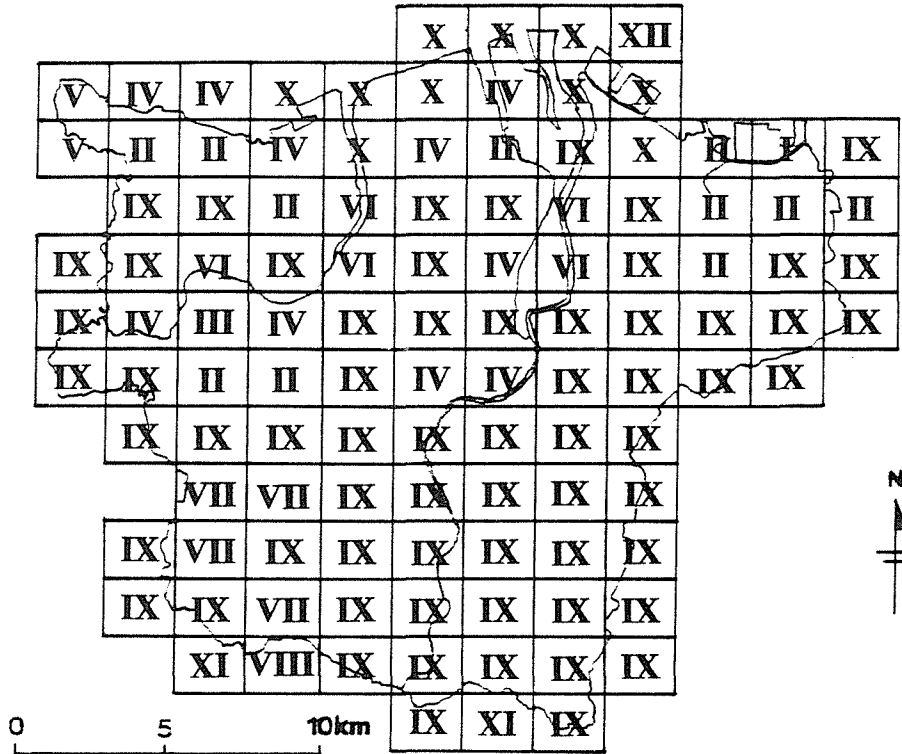 X X X XII
V IV IV X X X IV X X
V II II IV X IV II IX X II I IX
IX IX II VI IX IX VI IX II II II
IX IX VI IX VI IX IV VI IX II IX IX
IX IV III IV IX IX IX IX IX IX IX IX
IX IX II II IX IV IV IX IX IX IX
IX IX IX IX IX IX IX IX
VII VII IX IX IX IX IX
IX VII IX IX IX IX IX IX
IX IX VII IX IX IX IX IX
XI VIII IX IX IX IX IX
IX XI IX
N
0 5 10km